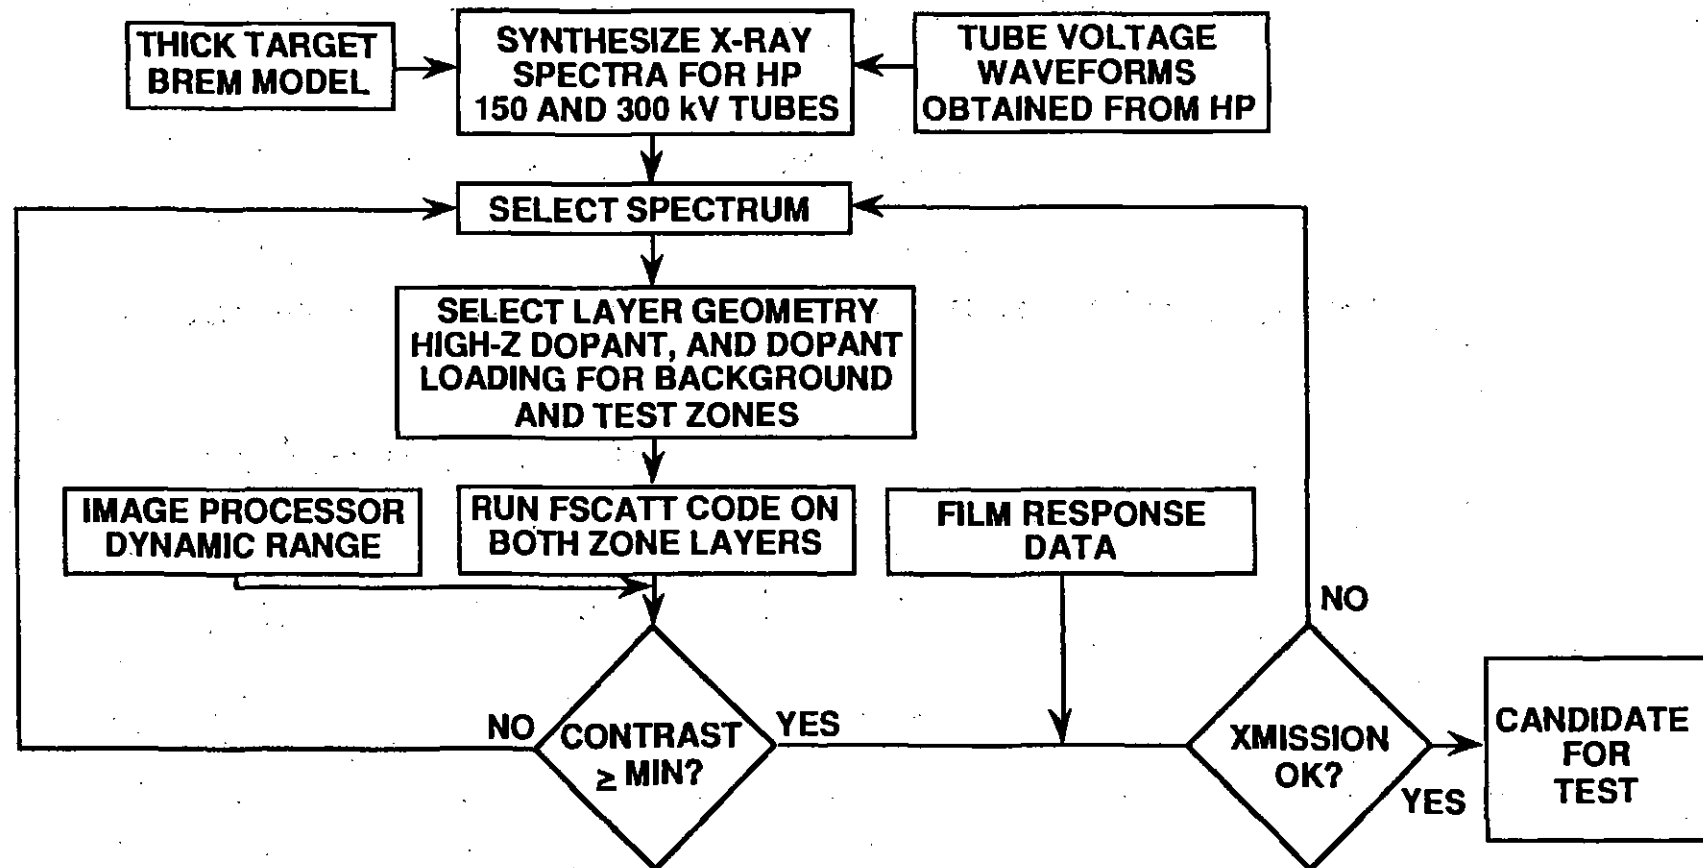 THICK TARGET
BREM MODEL
SYNTHESIZE X-RAY
SPECTRA FOR HP
150 AND 300 kV TUBES
TUBE VOLTAGE
WAVEFORMS
OBTAINED FROM HP
SELECT SPECTRUM
SELECT LAYER GEOMETRY
HIGH-Z DOPANT, AND DOPANT
LOADING FOR BACKGROUND
AND TEST ZONES
IMAGE PROCESSOR
DYNAMIC RANGE
RUN FSCATT CODE ON
BOTH ZONE LAYERS
FILM RESPONSE
DATA
NO
CONTRAST
≥ MIN?
YES
XMISSION
OK?
NO
YES
CANDIDATE
FOR
TEST